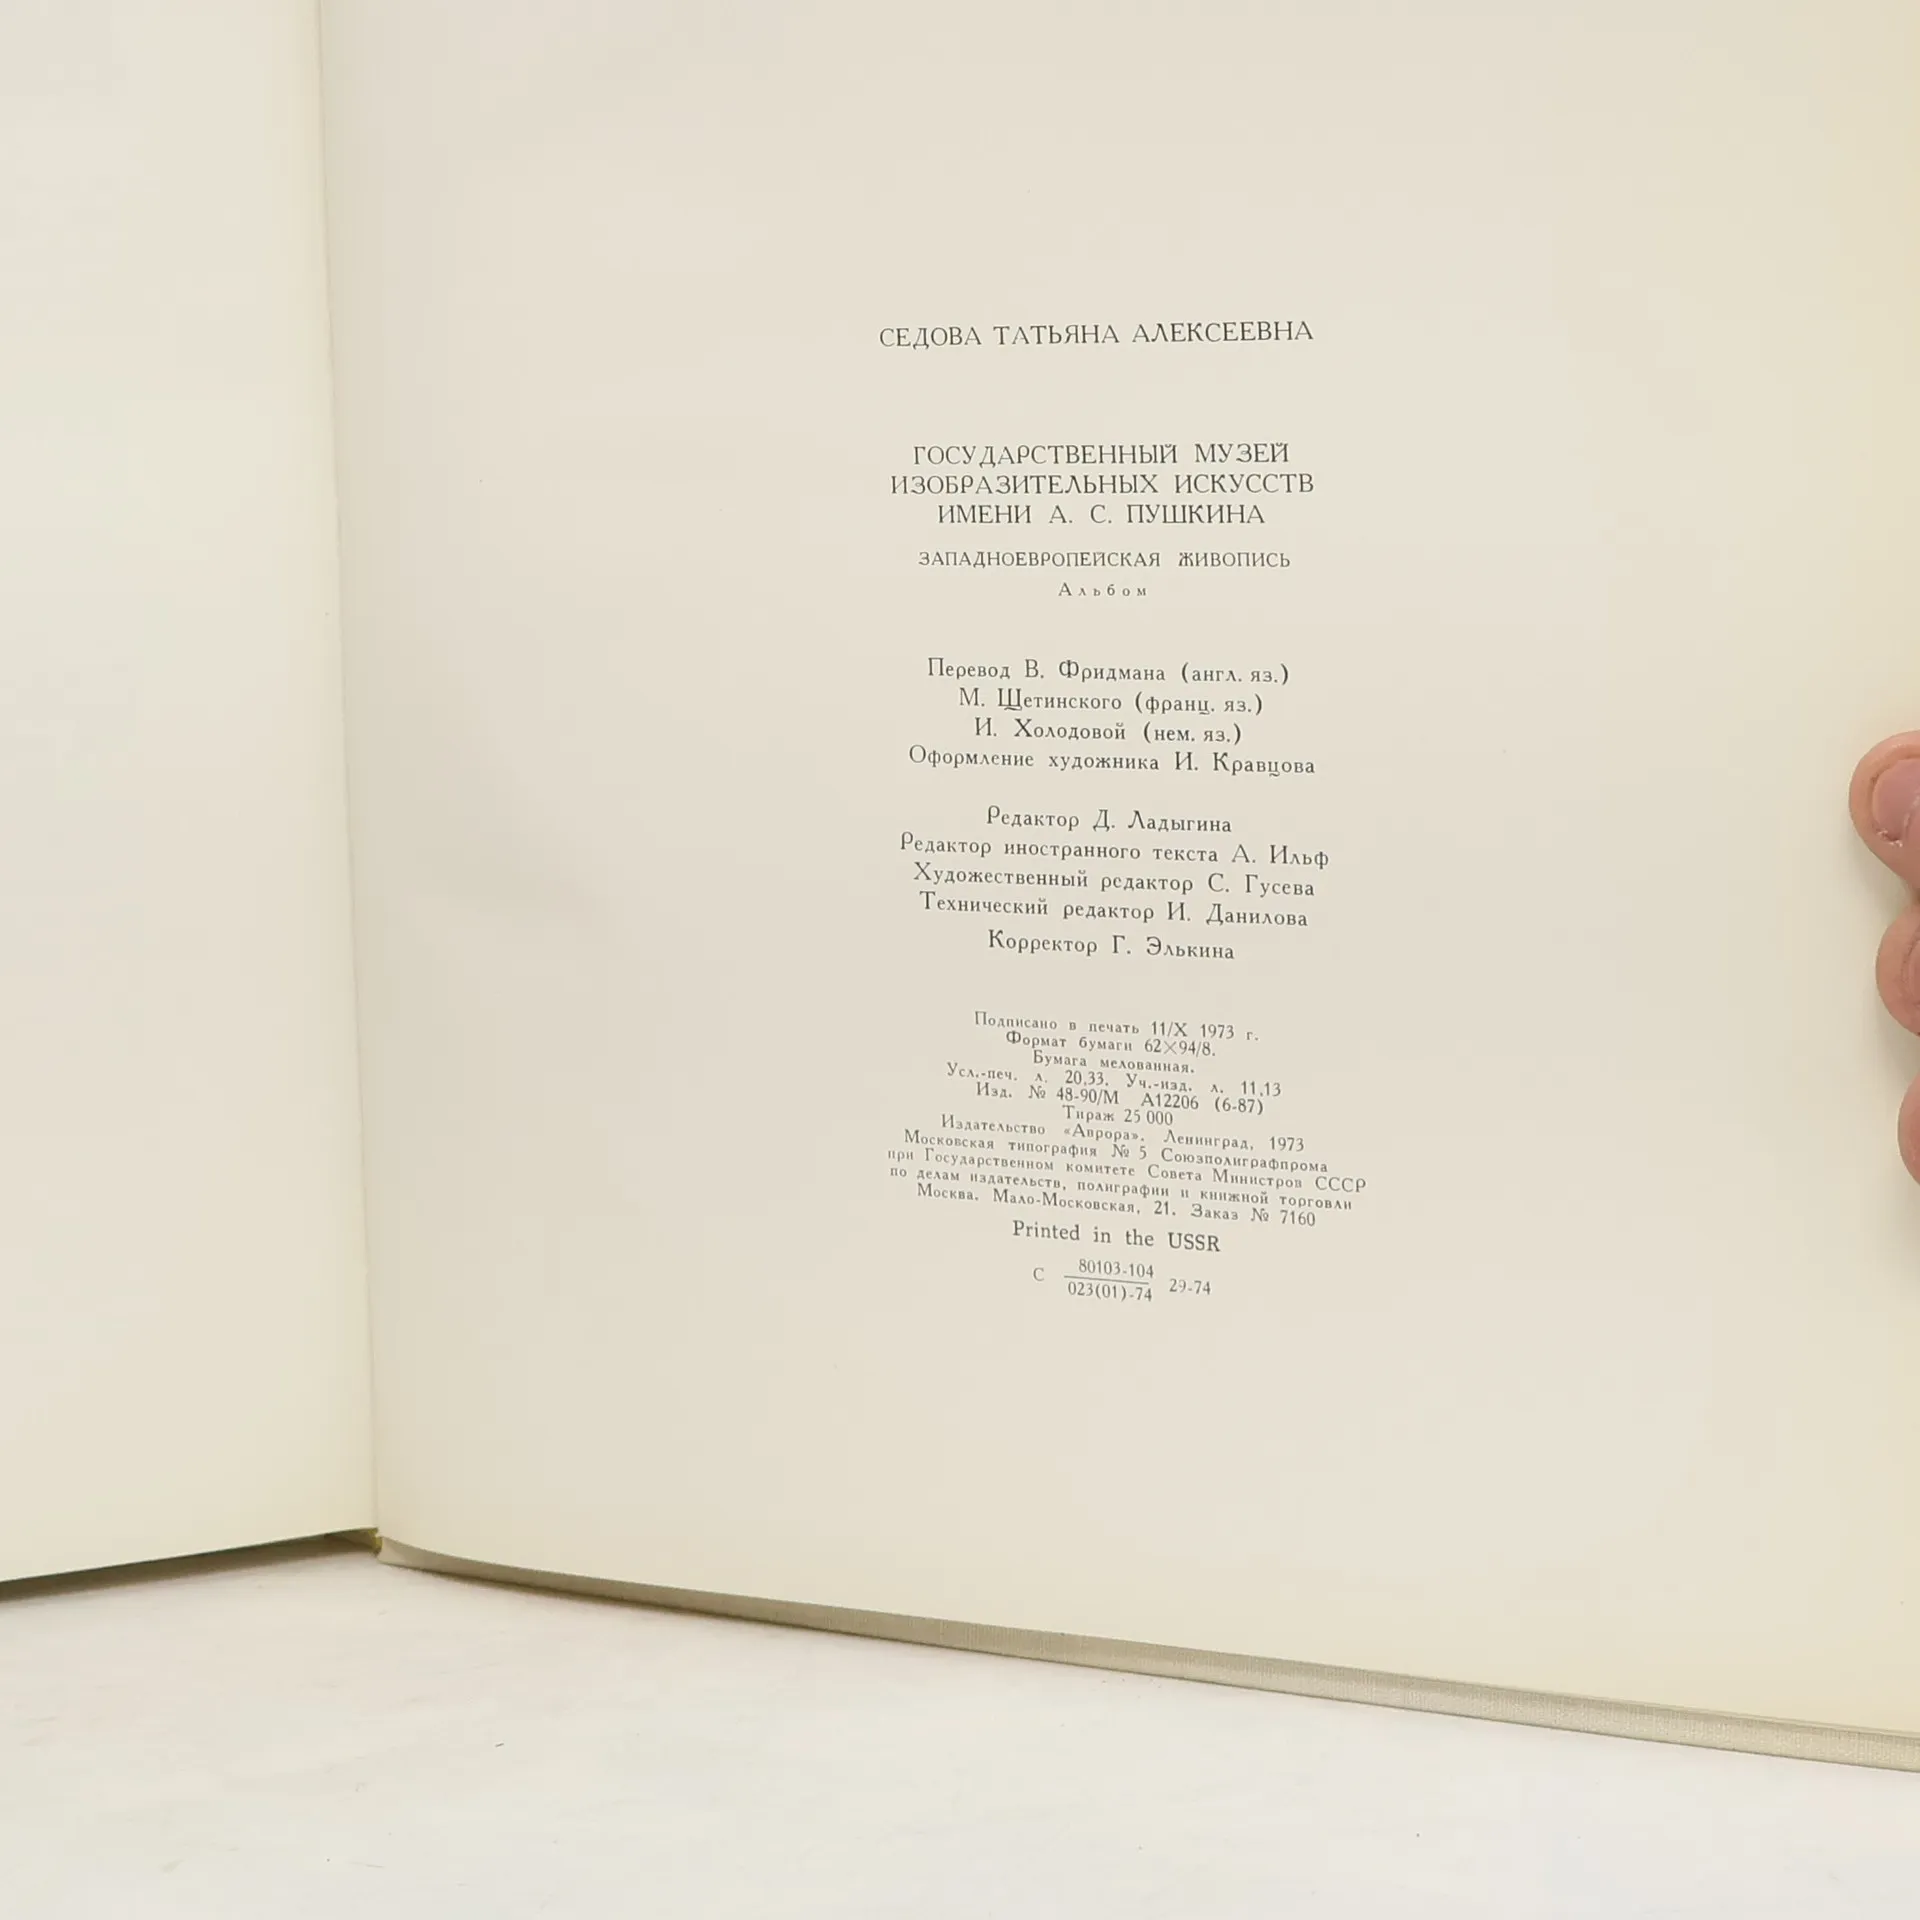 СЕДОВА ТАТЬЯНА АЛЕКСЕЕВНА
ГОСУДАРСТВЕННЫЙ МУЗЕЙ
ИЗОБРАЗИТЕЛЬНЫХ ИСКУССТВ
ИМЕНИ А. С. ПУШКИНА
ЗАПАДНОЕВРОПЕЙСКАЯ ЖИВОПИСЬ
Альбом
Перевод В. Фридмана (англ. яз.)
М. Щетинского (франц. яз.)
И. Холодовой (нем. яз.)
Оформление художника И. Кравцова
Редактор Д. Ладыгина
Редактор иностранного текста А. Ильф
Художественный редактор С. Гусева
Технический редактор И. Данилова
Корректор Г. Элькина
Подписано в печать 11/X 1973 г.
Формат бумаги 62×94/8.
Бумага мелованная.
Усл.-печ. л. 20,33. Уч.-изд. л. 11,13
Изд. № 48-90/М А12206 (6-87)
Тираж 25 000
Издательство «Аврора». Ленинград, 1973
Московская типография № 5 Союзполиграфпрома
при Государственном комитете Совета Министров СССР
по делам издательств, полиграфии и книжной торговли
Москва, Мало-Московская, 21. Заказ № 7160
Printed in the USSR
С 80103-104 29-74
023(01)-74